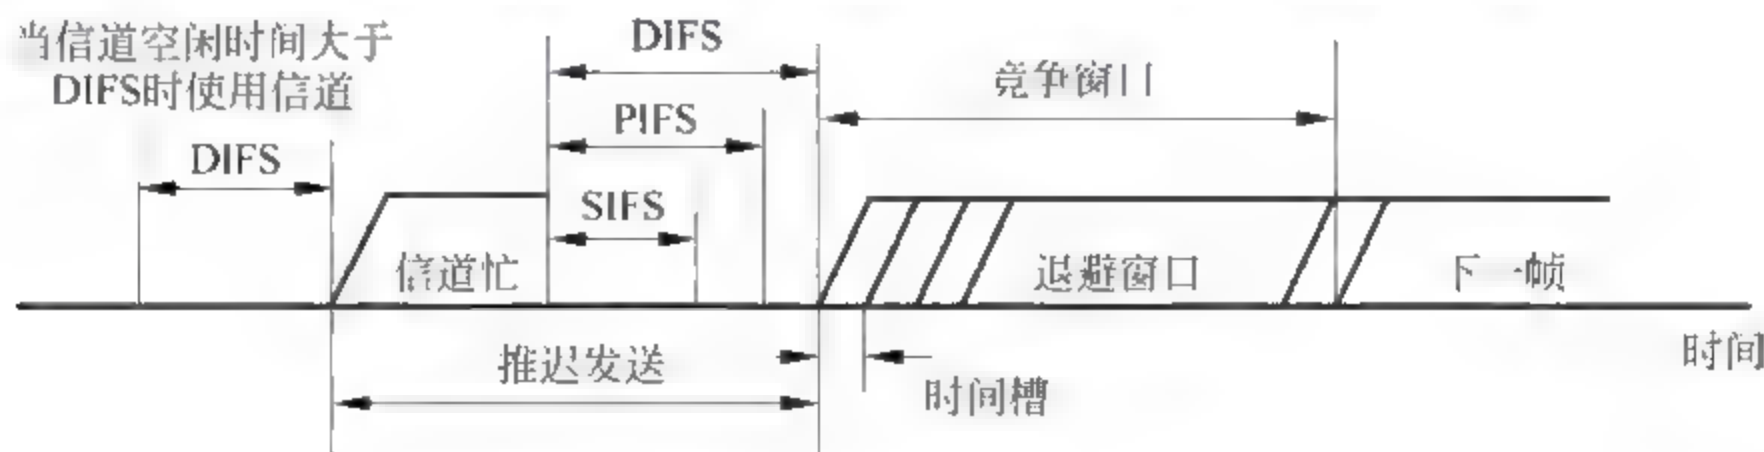 当信道空闲时间大于
DIFS时使用信道
DIFS
DIFS
PIFS
SIFS
竞争窗口
信道忙
退避窗口
下一帧
时间
推迟发送
时间槽